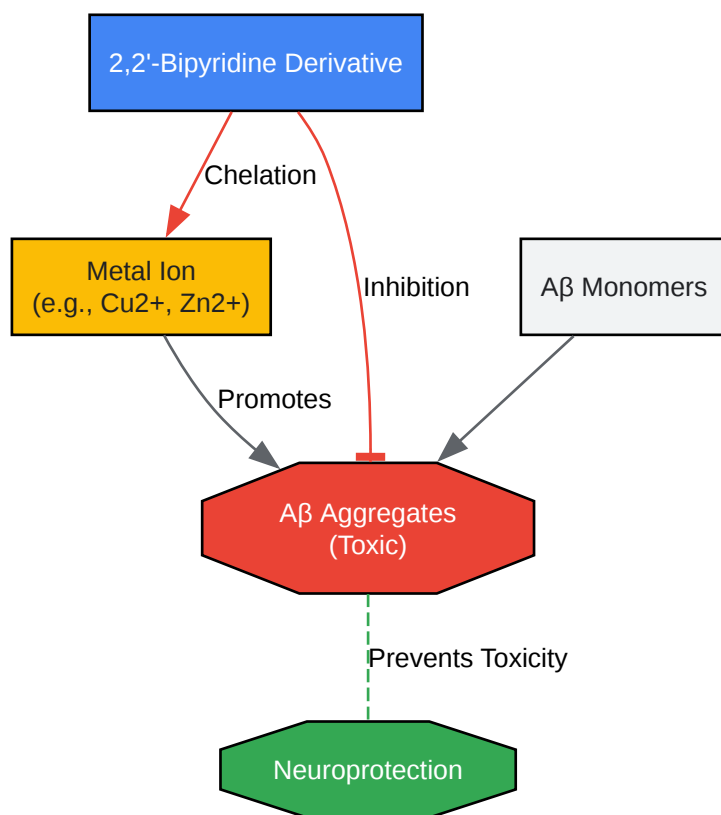 2,2'-Bipyridine Derivative
Chelation
Metal Ion
(e.g., Cu2+, Zn2+)
Inhibition
Aβ Monomers
Promotes
Aβ Aggregates
(Toxic)
Prevents Toxicity
Neuroprotection